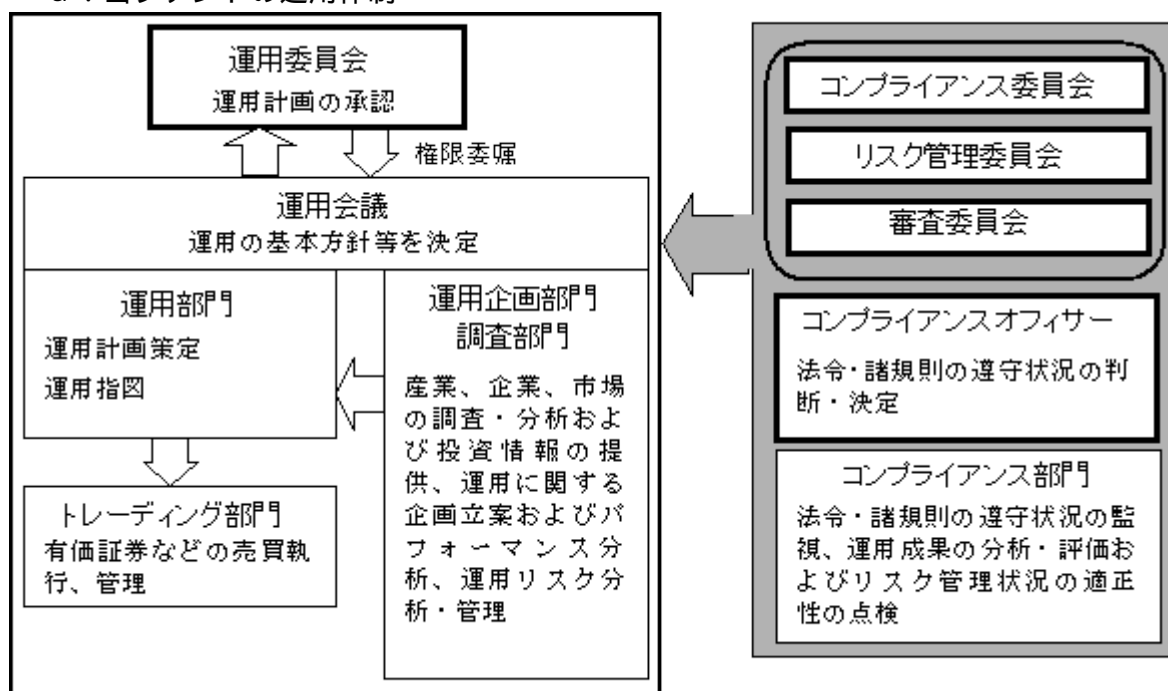 運用委員会
運用計画の承認
権限委嘱
運用会議
運用の基本方針等を決定
運用部門
運用計画策定
運用指図
運用企画部門
調査部門
産業、企業、市場
の調査・分析およ
び投資情報の提
供、運用に関する
企画立案およびパ
フォーマンス分
析、運用リスク分
析・管理
トレーディング部門
有価証券などの売買執
行、管理
コンプライアンス委員会
リスク管理委員会
審査委員会
コンプライアンスオフィサー
法令・諸規則の遵守状況の判
断・決定
コンプライアンス部門
法令・諸規則の遵守状況の監
視、運用成果の分析・評価お
よびリスク管理状況の適正
性の点検